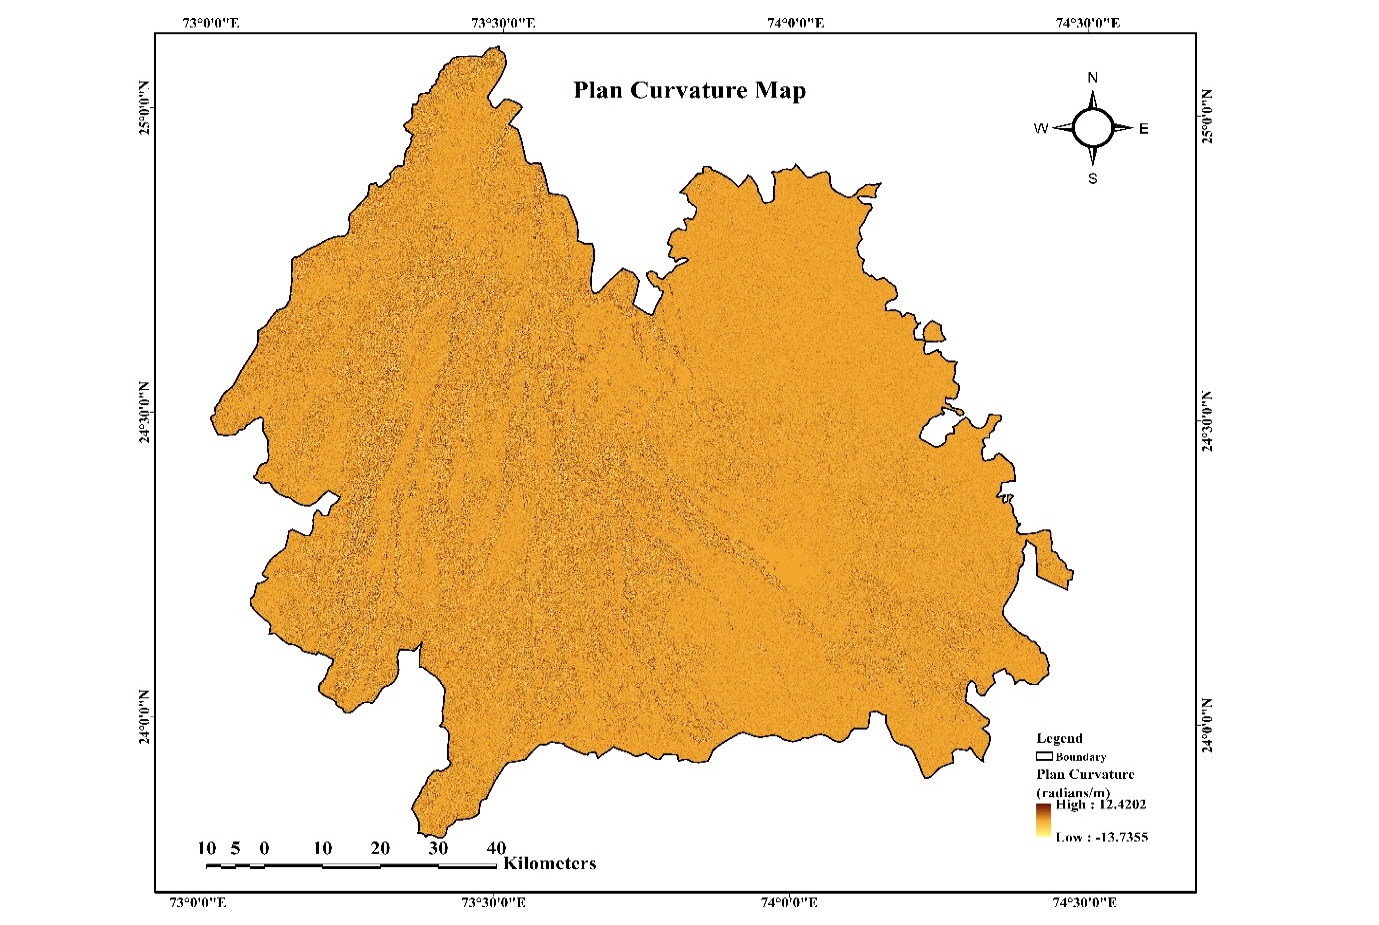 73°0'0"E 73°30'0"E 74°0'0"E 74°30'0"E
Plan Curvature Map
N
W E
S
25°0'0"N 25°0'0"N
24°30'0"N 24°30'0"N
24°0'0"N 24°0'0"N
Legend
Boundary
Plan Curvature
(radians/m)
High : 12.4202
Low : -13.7355
10 5 0 10 20 30 40
Kilometers
73°0'0"E 73°30'0"E 74°0'0"E 74°30'0"E